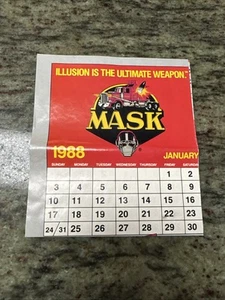 ILLUSION IS THE ULTIMATE WEAPON.™
MASK
1988 JANUARY
SUNDAY MONDAY TUESDAY WEDNESDAY THURSDAY FRIDAY SATURDAY
1 2
3 4 5 6 7 8 9
10 11 12 13 14 15 16
17 18 19 20 21 22 23
24/31 25 26 27 28 29 30